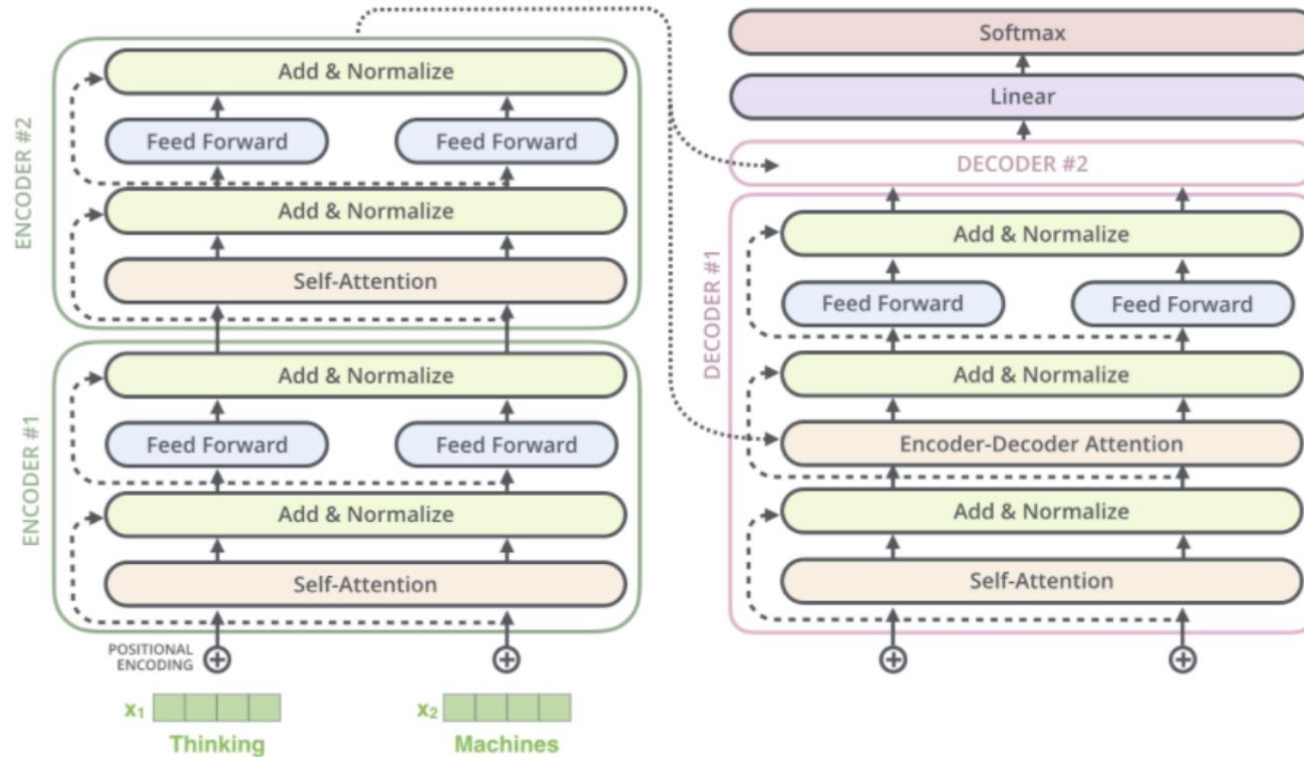 ENCODER #2
Add & Normalize
Feed Forward Feed Forward
Add & Normalize
Self-Attention
ENCODER #1
Add & Normalize
Feed Forward Feed Forward
Add & Normalize
Self-Attention
POSITIONAL
ENCODING
x₁ x₂
Thinking Machines
Softmax
Linear
DECODER #2
DECODER #1
Add & Normalize
Feed Forward Feed Forward
Add & Normalize
Encoder-Decoder Attention
Add & Normalize
Self-Attention